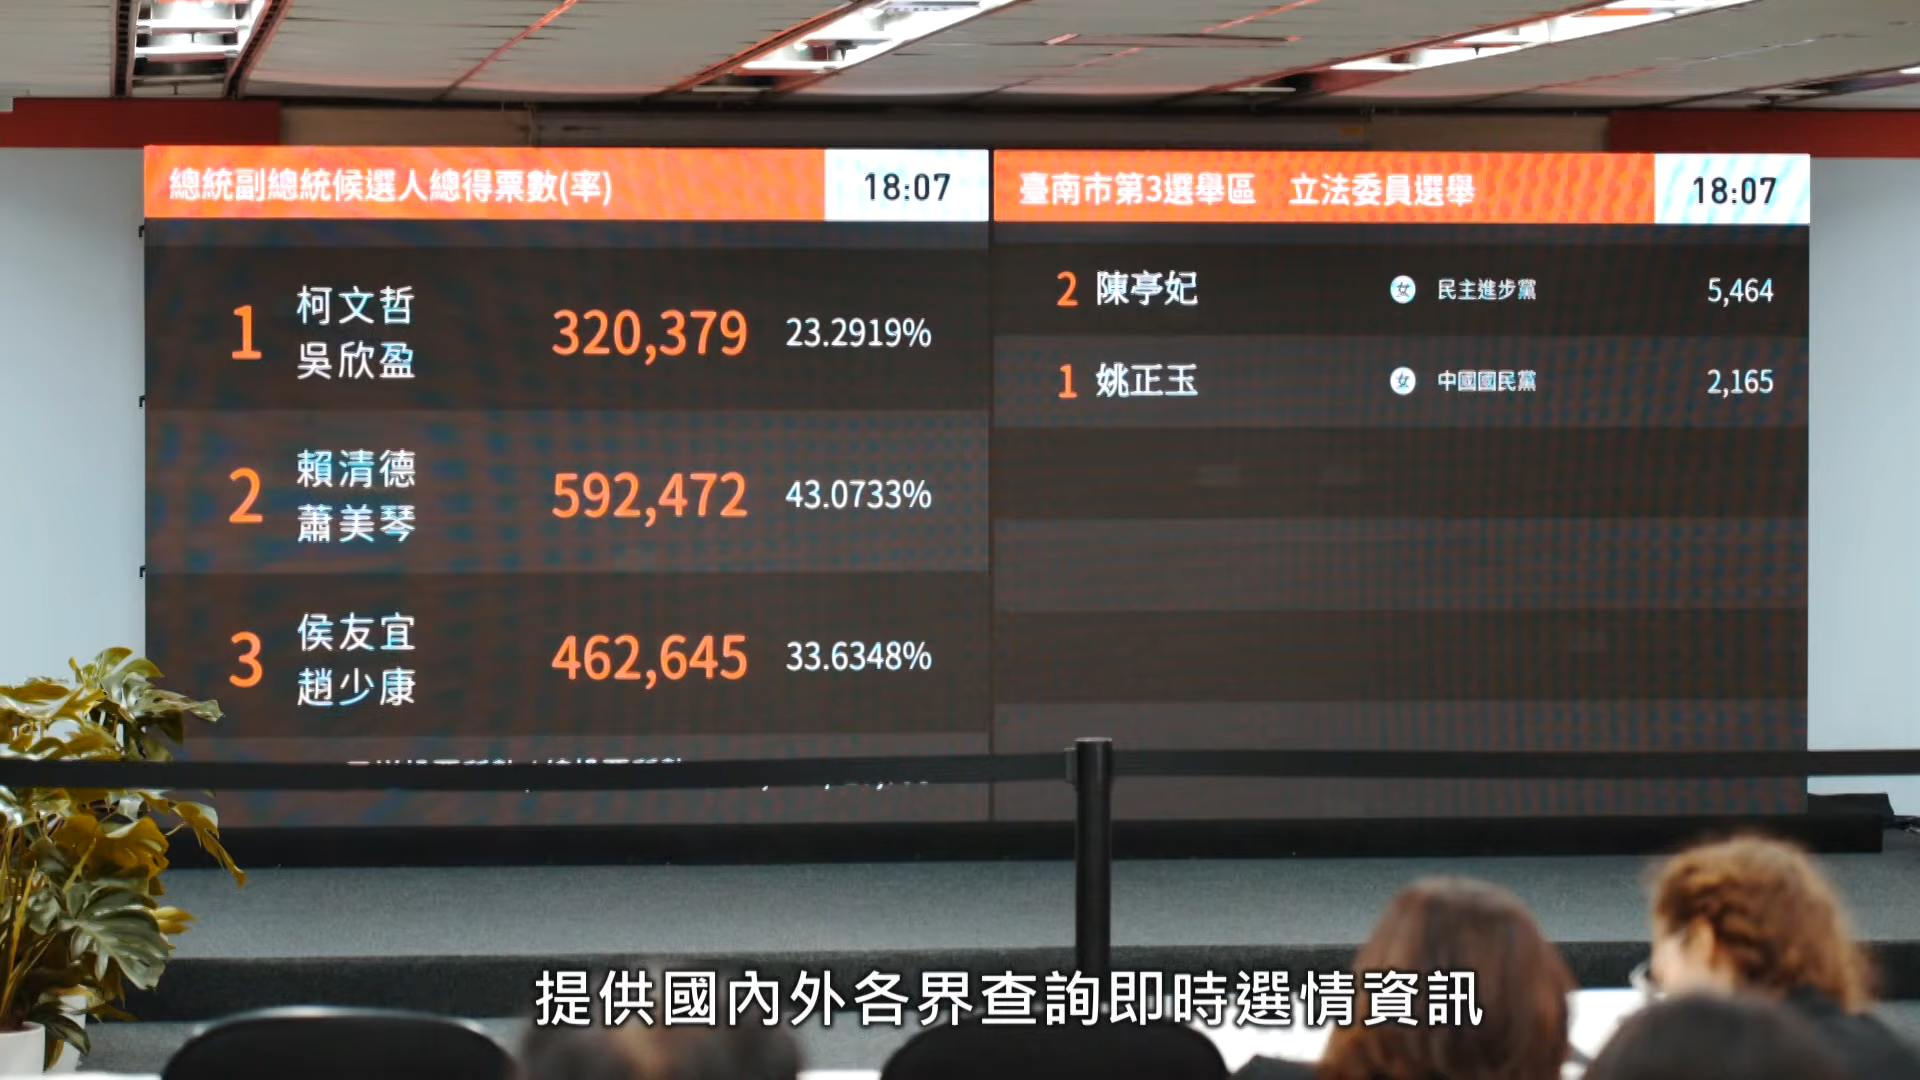 總統副總統候選人總得票數(率) 18:07
1 柯文哲 吳欣盈 320,379 23.2919%
2 賴清德 蕭美琴 592,472 43.0733%
3 侯友宜 趙少康 462,645 33.6348%
臺南市第3選舉區 立法委員選舉 18:07
2 陳亭妃 女 民主進步黨 5,464
1 姚正玉 女 中國國民黨 2,165
提供國內外各界查詢即時選情資訊